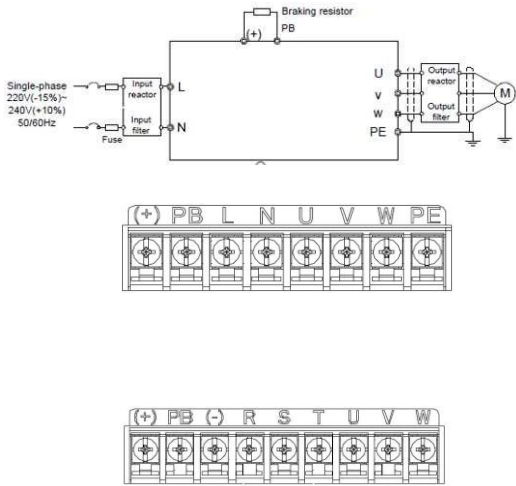 Braking resistor
(+) PB
Single-phase
220V(-15%)~
240V(+10%)
50/60Hz
Fuse
Input
reactor
Input
filter
L
N
U
V
W
PE
Output
reactor
Output
filter
M
(+) PB L N U V W PE
(+) PB (-) R S T U V W